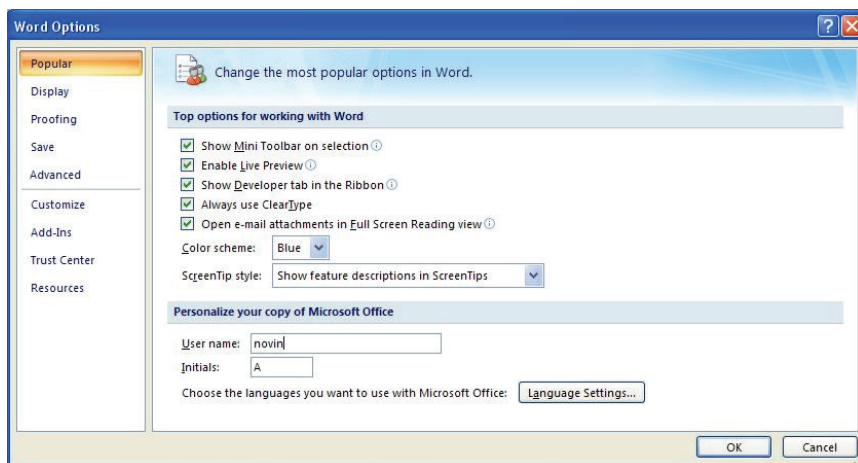 Word Options
Popular
Display
Proofing
Save
Advanced
Customize
Add-Ins
Trust Center
Resources
Change the most popular options in Word.
Top options for working with Word
Show Mini Toolbar on selection
Enable Live Preview
Show Developer tab in the Ribbon
Always use ClearType
Open e-mail attachments in Full Screen Reading view
Color scheme: Blue
ScreenTip style: Show feature descriptions in ScreenTips
Personalize your copy of Microsoft Office
User name: novin
Initials: A
Choose the languages you want to use with Microsoft Office: Language Settings...
OK Cancel